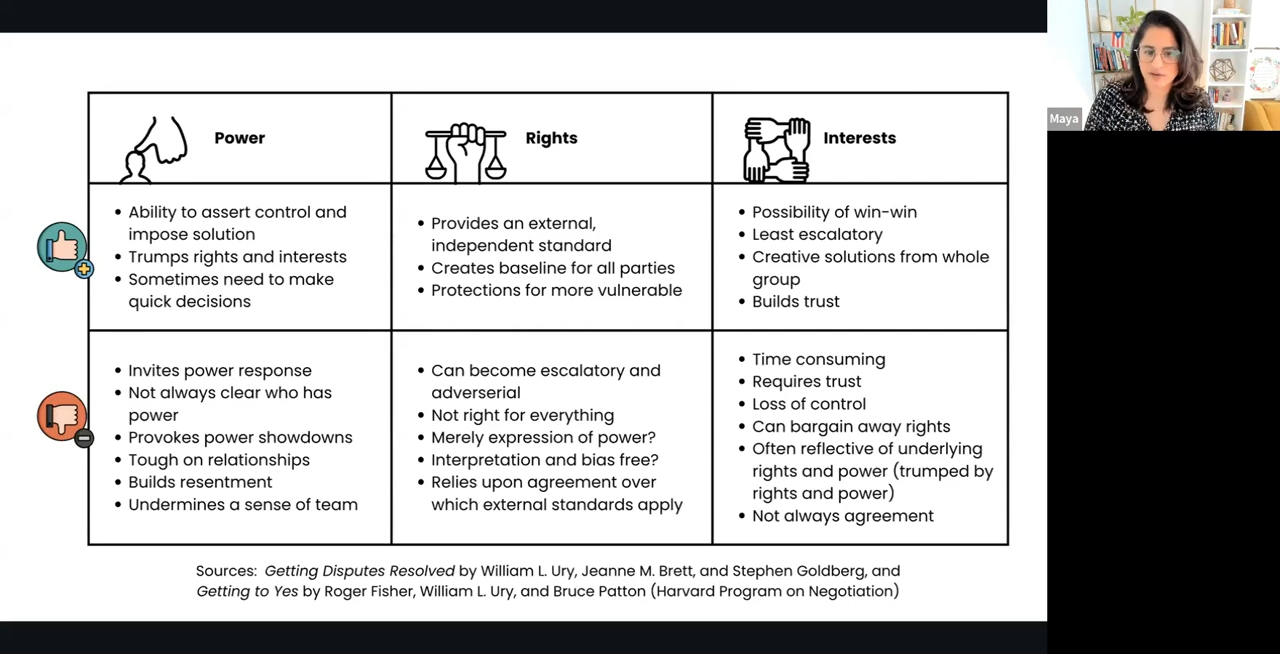 Maya
Power
Rights
Interests
• Ability to assert control and
impose solution
• Trumps rights and interests
• Sometimes need to make
quick decisions
• Provides an external,
independent standard
• Creates baseline for all parties
• Protections for more vulnerable
• Possibility of win-win
• Least escalatory
• Creative solutions from whole
group
• Builds trust
• Invites power response
• Not always clear who has
power
• Provokes power showdowns
• Tough on relationships
• Builds resentment
• Undermines a sense of team
• Can become escalatory and
adverserial
• Not right for everything
• Merely expression of power?
• Interpretation and bias free?
• Relies upon agreement over
which external standards apply
• Time consuming
• Requires trust
• Loss of control
• Can bargain away rights
• Often reflective of underlying
rights and power (trumped by
rights and power)
• Not always agreement
Sources: Getting Disputes Resolved by William L. Ury, Jeanne M. Brett, and Stephen Goldberg, and
Getting to Yes by Roger Fisher, William L. Ury, and Bruce Patton (Harvard Program on Negotiation)